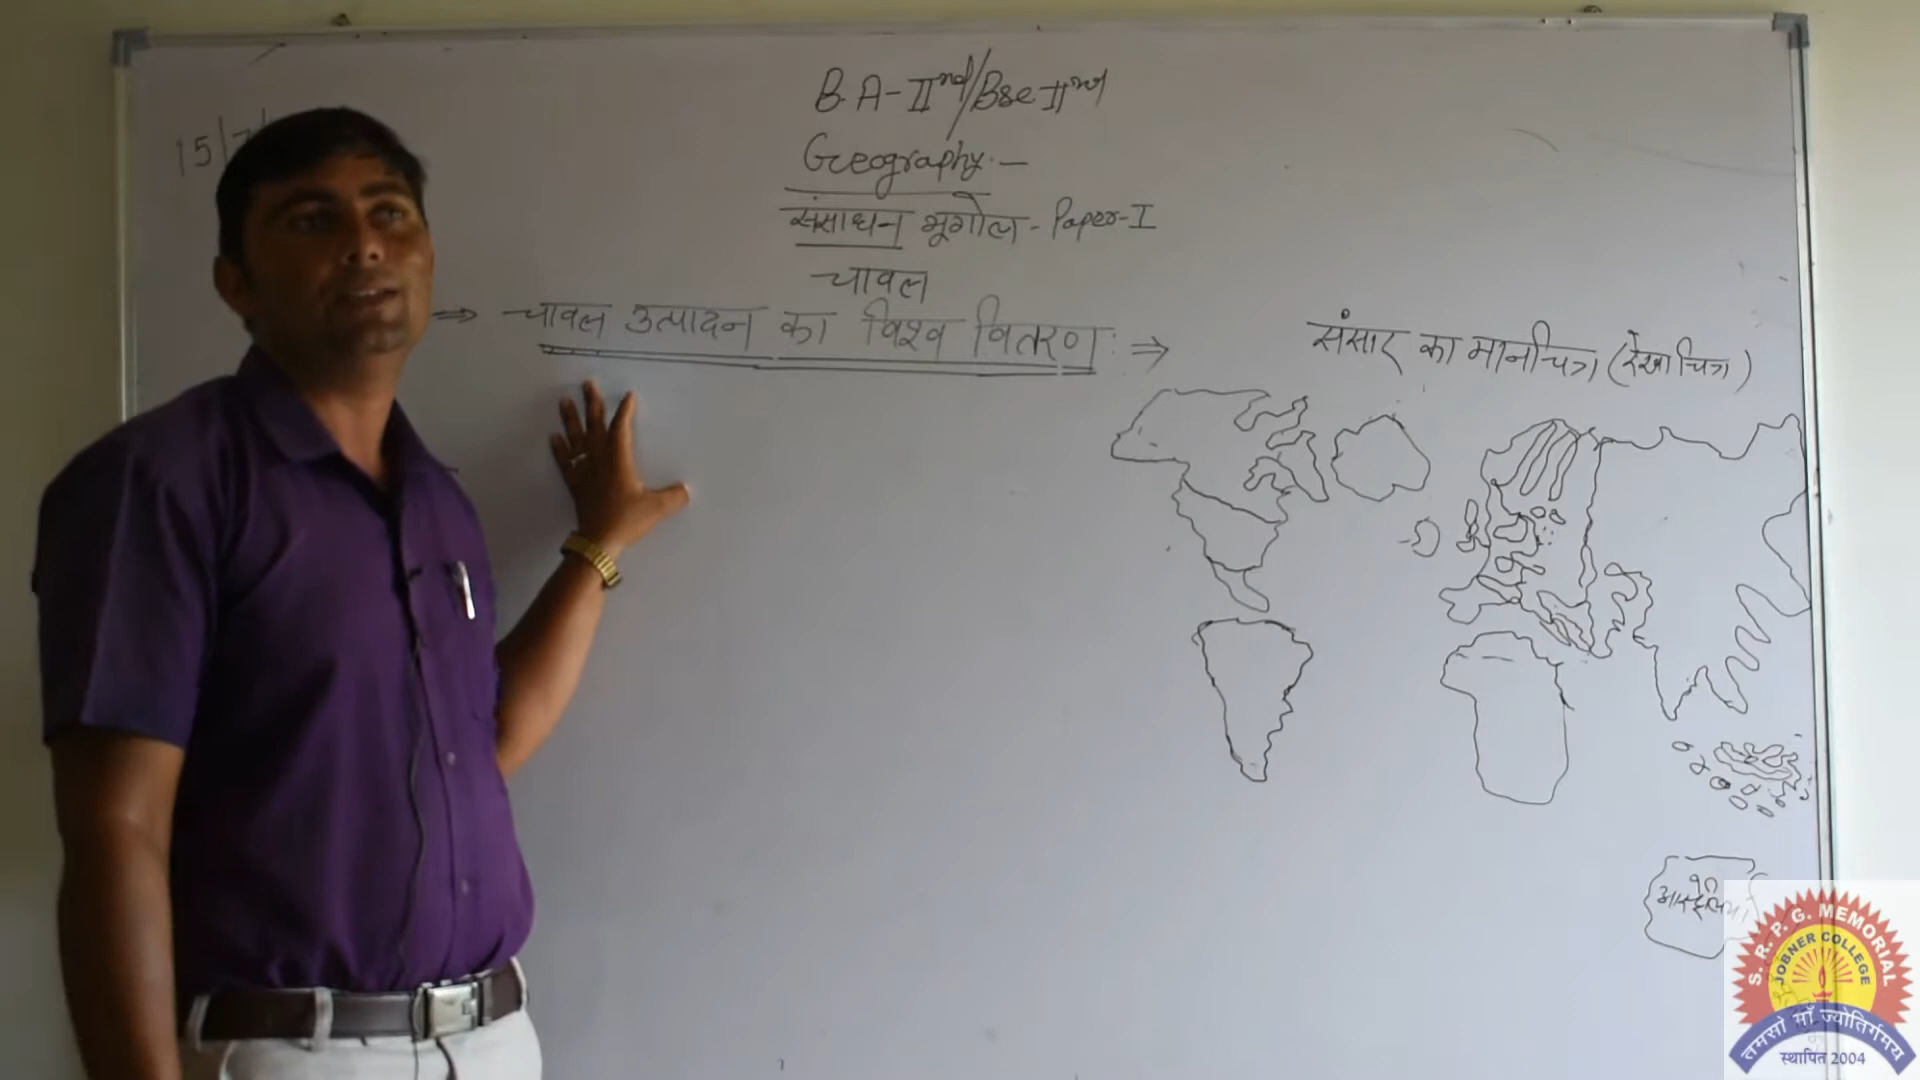 15/7/
B.A-IInd/Bsc-IInd
Geography:-
संसाधन भूगोल - Paper-I
चावल
⇒ चावल उत्पादन का विश्व वितरण: ⇒
संसार का मानचित्र (रेखाचित्र)
आस्ट्रेलिया
S. R. P. G. MEMORIAL
JOBNER COLLEGE
तमसो माँ ज्योतिर्गमय
स्थापित 2004